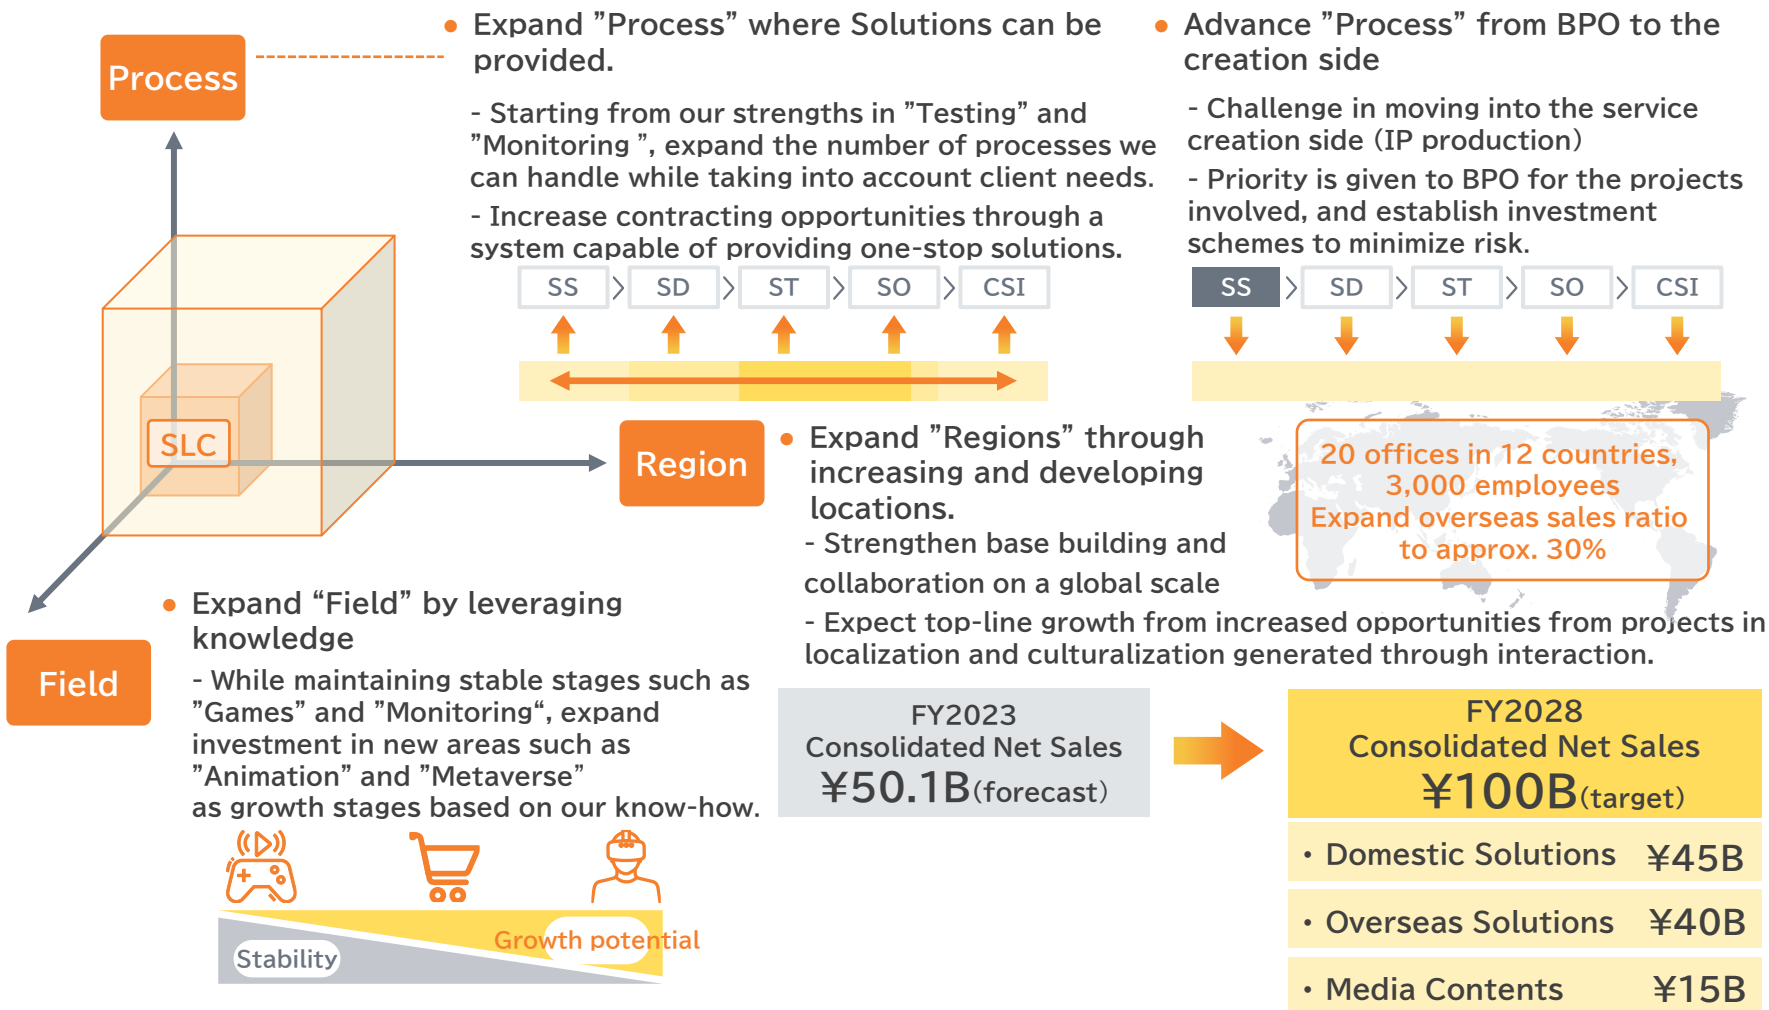 Process
• Expand ”Process” where Solutions can be
provided.
- Starting from our strengths in ”Testing” and
”Monitoring ”, expand the number of processes we
can handle while taking into account client needs.
- Increase contracting opportunities through a
system capable of providing one-stop solutions.
SS > SD > ST > SO > CSI
• Advance ”Process” from BPO to the
creation side
- Challenge in moving into the service
creation side (IP production)
- Priority is given to BPO for the projects
involved, and establish investment
schemes to minimize risk.
SS > SD > ST > SO > CSI
SLC
Region
• Expand ”Regions” through
increasing and developing
locations.
- Strengthen base building and
collaboration on a global scale
- Expect top-line growth from increased opportunities from projects in
localization and culturalization generated through interaction.
20 offices in 12 countries,
3,000 employees
Expand overseas sales ratio
to approx. 30%
Field
• Expand “Field” by leveraging
knowledge
- While maintaining stable stages such as
”Games” and ”Monitoring“, expand
investment in new areas such as
”Animation” and ”Metaverse”
as growth stages based on our know-how.
Growth potential
Stability
FY2023
Consolidated Net Sales
¥50.1B(forecast)
FY2028
Consolidated Net Sales
¥100B(target)
・Domestic Solutions ¥45B
・Overseas Solutions ¥40B
・Media Contents ¥15B